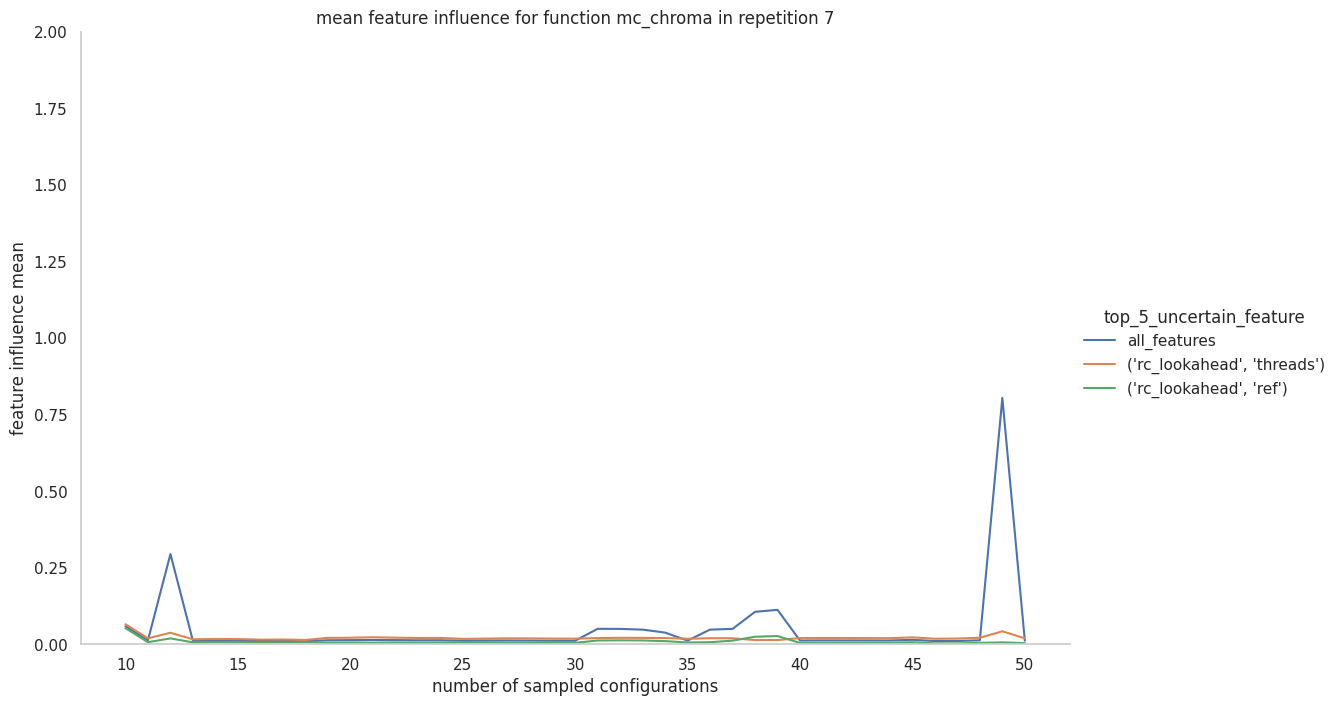 mean feature influence for function mc_chroma in repetition 7
2.00
1.75
1.50
1.25
1.00
0.75
0.50
0.25
0.00
feature influence mean
10 15 20 25 30 35 40 45 50
number of sampled configurations
top_5_uncertain_feature
all_features
('rc_lookahead', 'threads')
('rc_lookahead', 'ref')